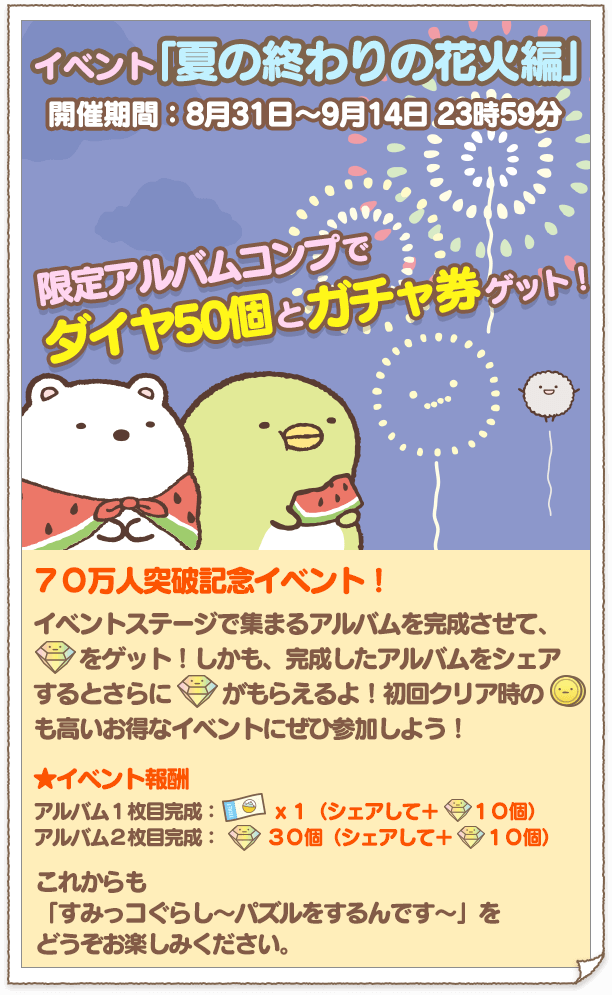 イベント「夏の終わりの花火編」
開催期間：8月31日～9月14日 23時59分
限定アルバムコンプで
ダイヤ50個とガチャ券ゲット！
７０万人突破記念イベント！
イベントステージで集まるアルバムを完成させて、
をゲット！しかも、完成したアルバムをシェア
するとさらに がもらえるよ！初回クリア時の
も高いお得なイベントにぜひ参加しよう！
★イベント報酬
アルバム１枚目完成： x１（シェアして＋ １０個）
アルバム２枚目完成： ３０個（シェアして＋ １０個）
これからも
「すみっコぐらし～パズルをするんです～」を
どうぞお楽しみください。